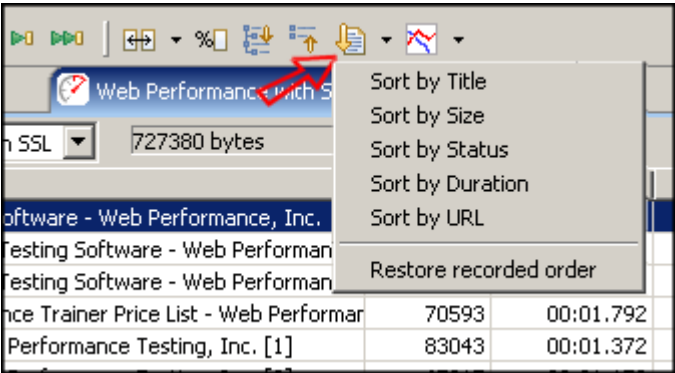 Web Performance with S
Sort by Title
n SSL
727380 bytes
Sort by Size
Sort by Status
Sort by Duration
oftware - Web Performance, Inc.
Sort by URL
Testing Software - Web Performan
Testing Software - Web Performan
Restore recorded order
nce Trainer Price List - Web Performar
70593
00:01.792
Performance Testing, Inc. [1]
83043
00:01.372